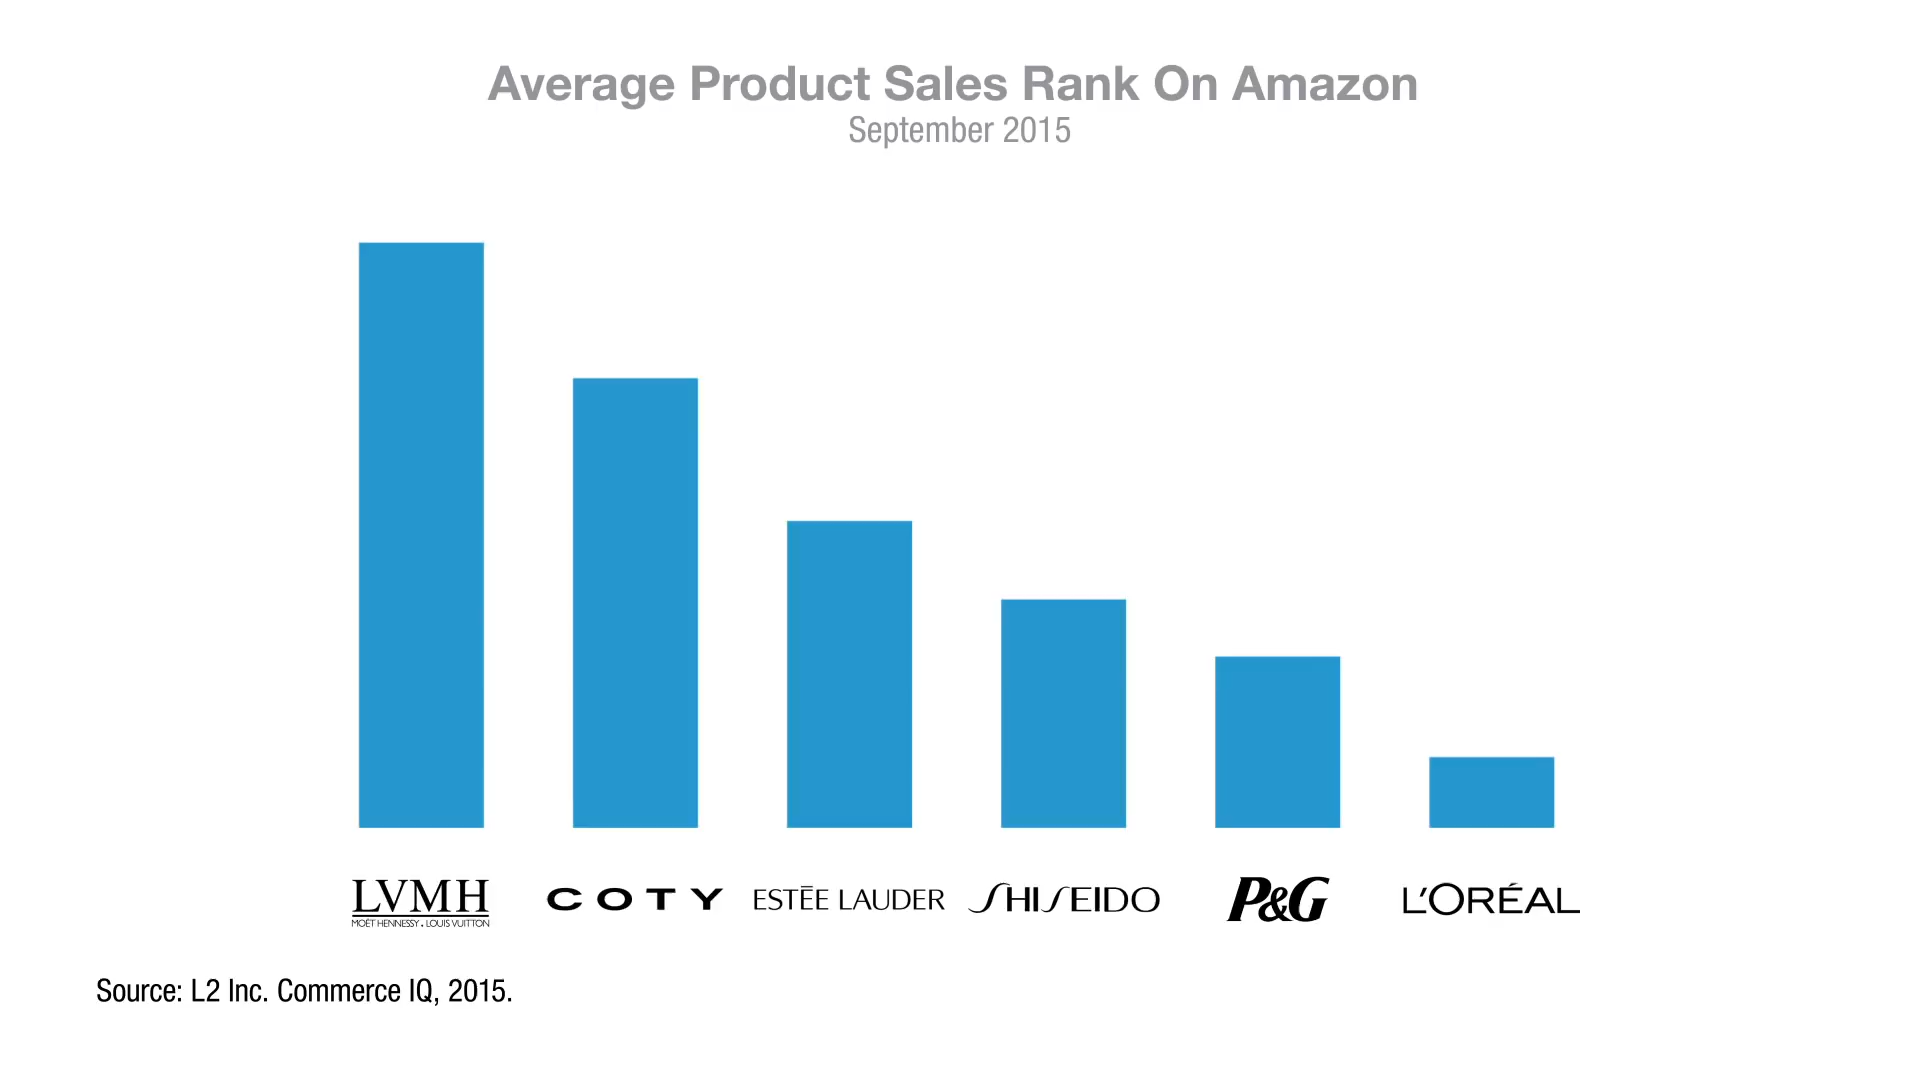 Average Product Sales Rank On Amazon
September 2015
LVMH
MOËT HENNESSY . LOUIS VUITTON
COTY
ESTĒE LAUDER
SHISEIDO
P&G
L'ORÉAL
Source: L2 Inc. Commerce IQ, 2015.